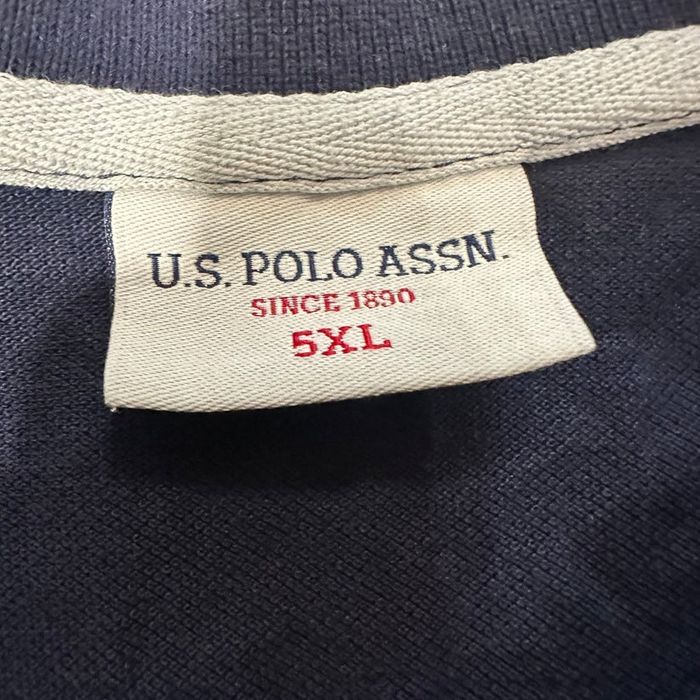 U.S. POLO ASSN.
SINCE 1890
5XL